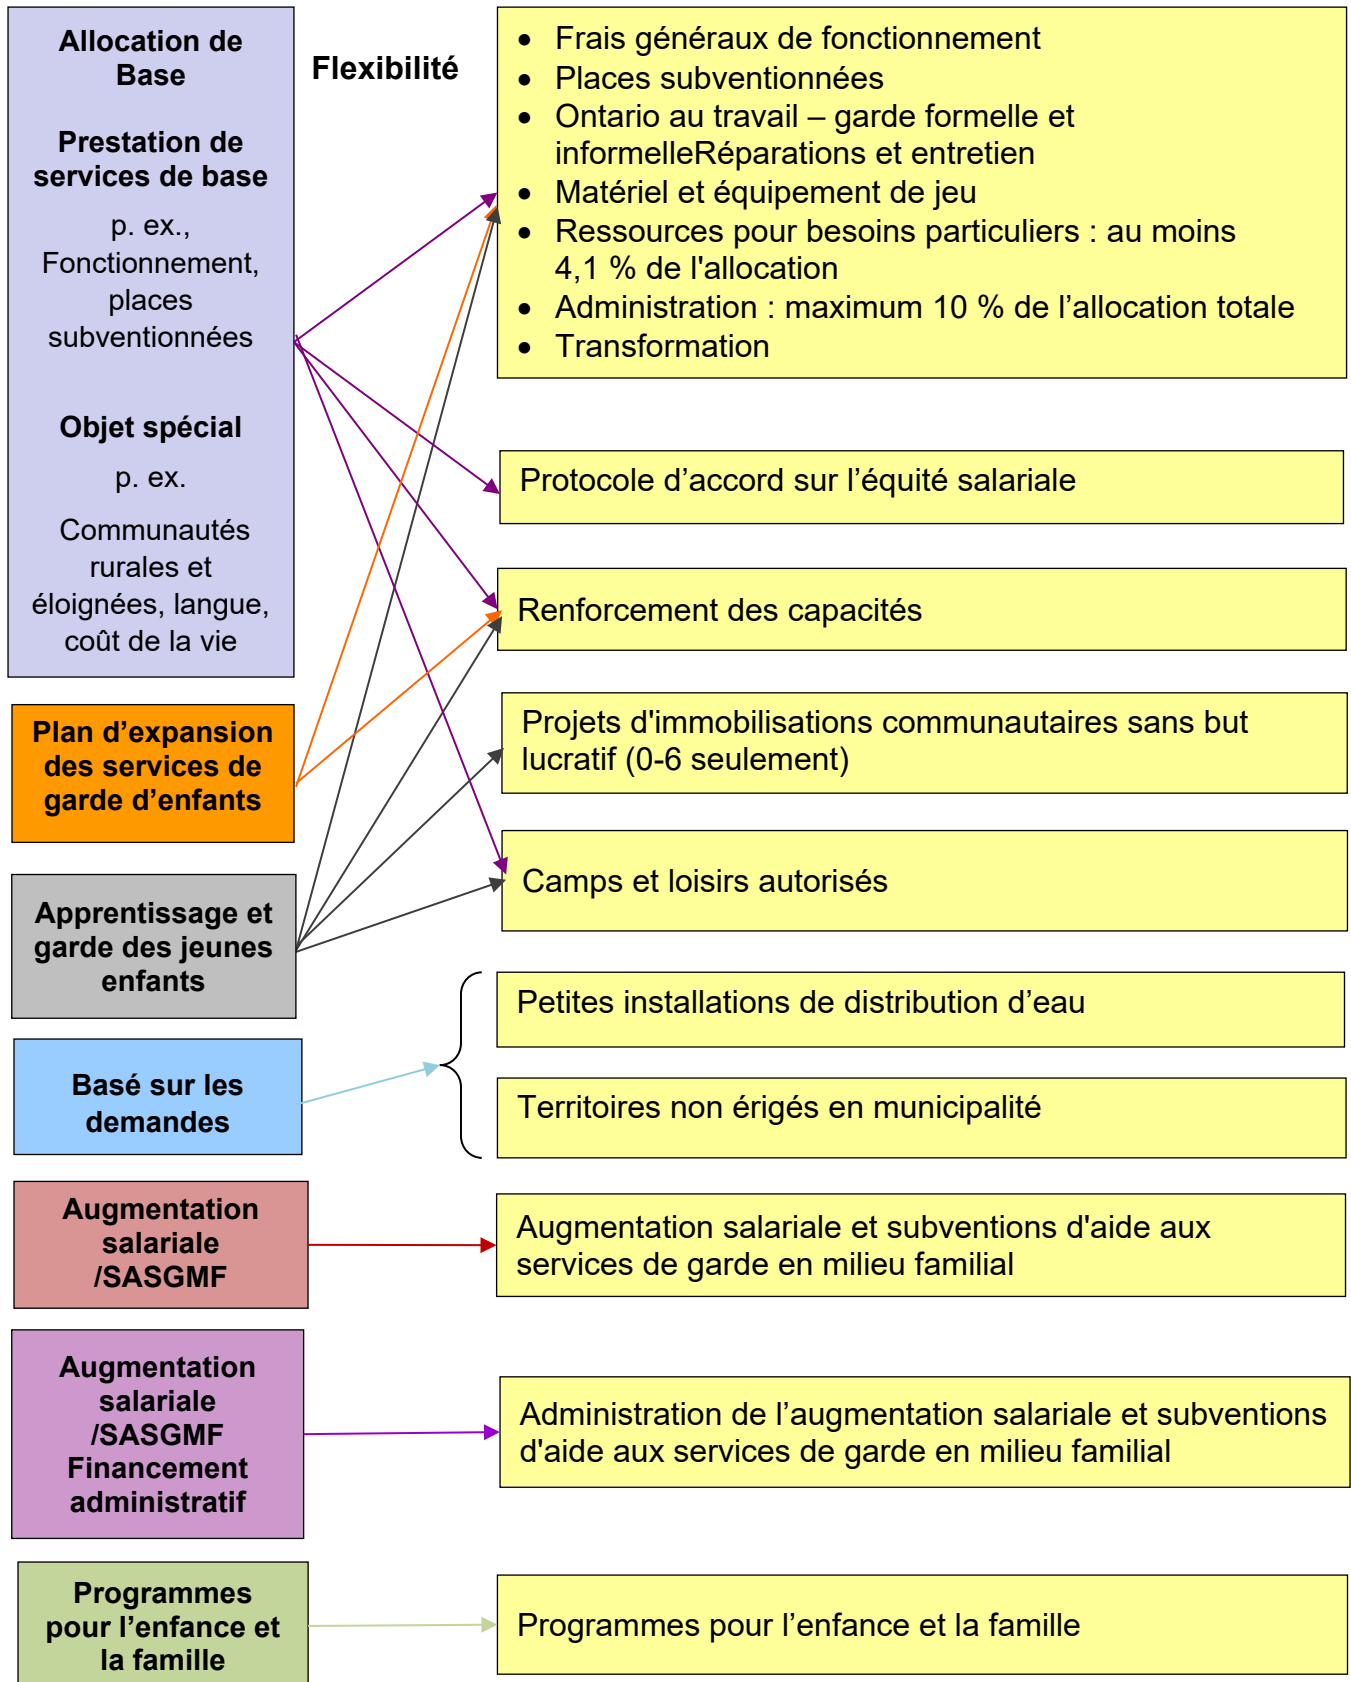 Allocation de
Base
Prestation de
services de base
p. ex.,
Fonctionnement,
places
subventionnées
Objet spécial
p. ex.
Communautés
rurales et
éloignées, langue,
coût de la vie
Flexibilité
• Frais généraux de fonctionnement
• Places subventionnées
• Ontario au travail – garde formelle et
informelleRéparations et entretien
• Matériel et équipement de jeu
• Ressources pour besoins particuliers : au moins
4,1 % de l'allocation
• Administration : maximum 10 % de l’allocation totale
• Transformation
Protocole d’accord sur l’équité salariale
Renforcement des capacités
Plan d’expansion
des services de
garde d’enfants
Projets d'immobilisations communautaires sans but
lucratif (0-6 seulement)
Camps et loisirs autorisés
Apprentissage et
garde des jeunes
enfants
Petites installations de distribution d’eau
Basé sur les
demandes
Territoires non érigés en municipalité
Augmentation
salariale
/SASGMF
Augmentation salariale et subventions d'aide aux
services de garde en milieu familial
Augmentation
salariale
/SASGMF
Financement
administratif
Administration de l’augmentation salariale et subventions
d'aide aux services de garde en milieu familial
Programmes
pour l’enfance et
la famille
Programmes pour l’enfance et la famille